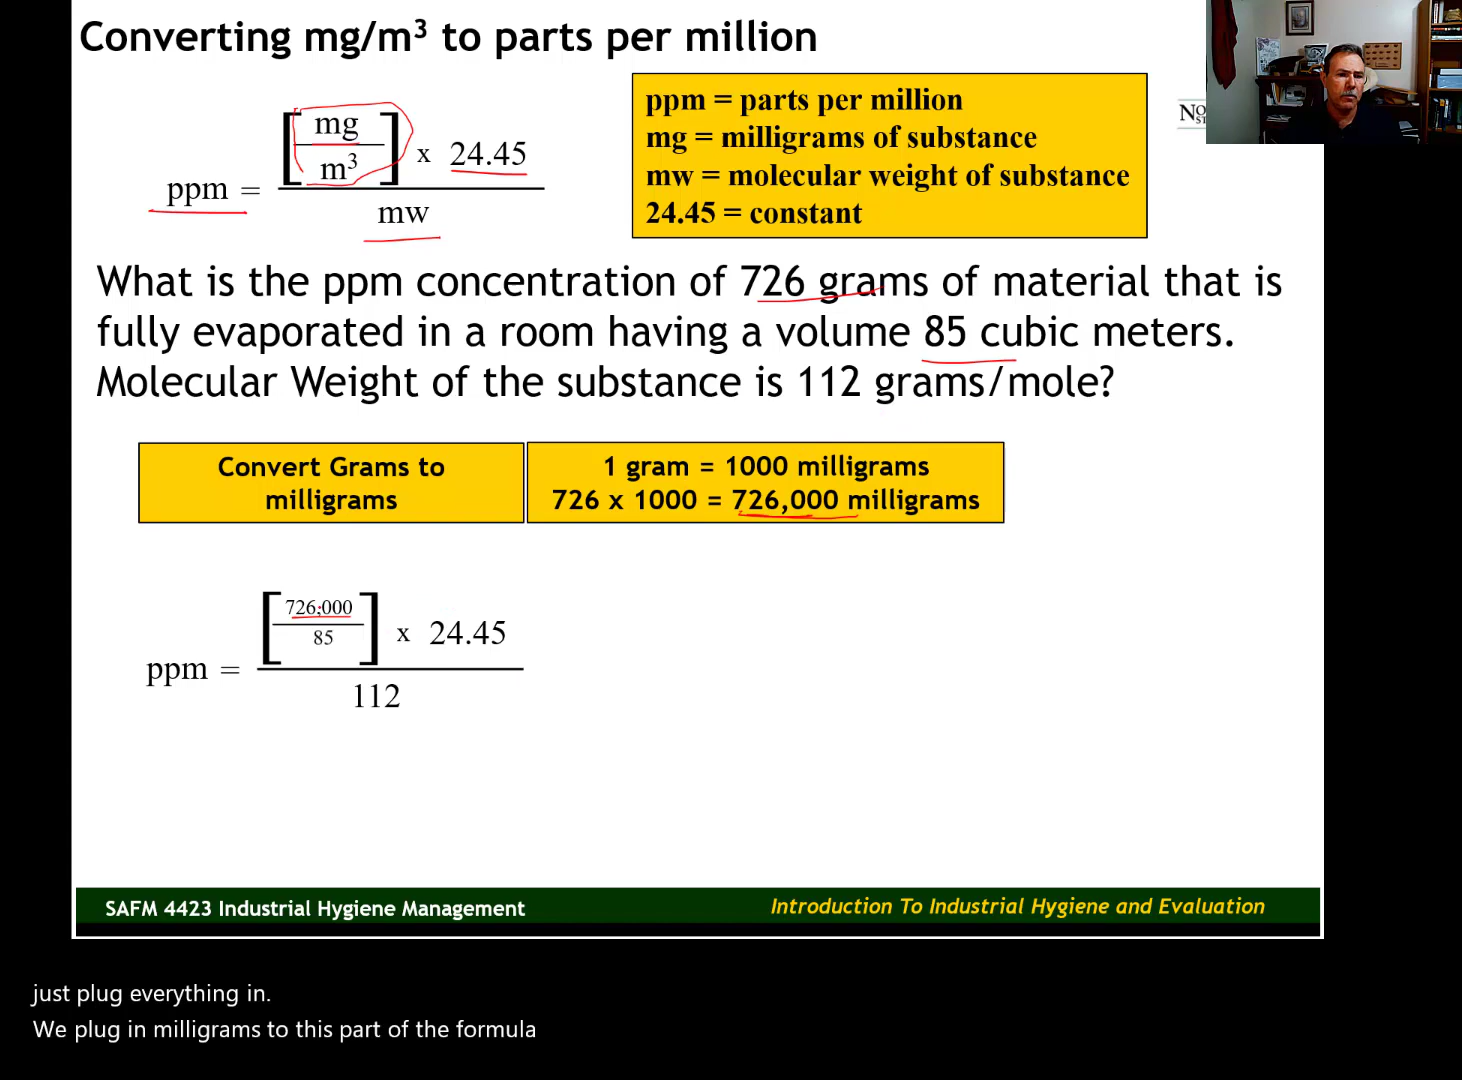 Converting mg/m³ to parts per million
ppm = [mg / m³] x 24.45 / mw
ppm = parts per million
mg = milligrams of substance
mw = molecular weight of substance
24.45 = constant
What is the ppm concentration of 726 grams of material that is
fully evaporated in a room having a volume 85 cubic meters.
Molecular Weight of the substance is 112 grams/mole?
Convert Grams to
milligrams
1 gram = 1000 milligrams
726 x 1000 = 726,000 milligrams
ppm = [726,000 / 85] x 24.45 / 112
SAFM 4423 Industrial Hygiene Management
Introduction To Industrial Hygiene and Evaluation
just plug everything in.
We plug in milligrams to this part of the formula